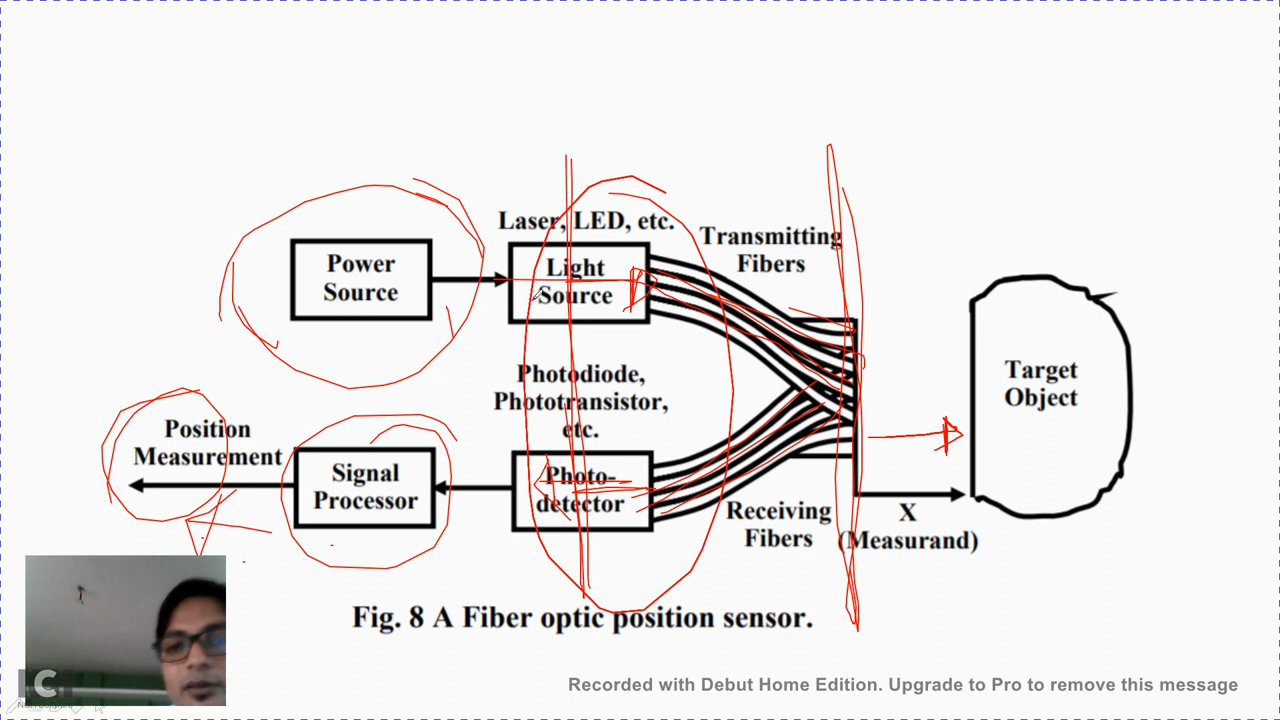 Laser, LED, etc.
Transmitting
Fibers
Power
Source
Light
Source
Target
Object
Photodiode,
Phototransistor,
etc.
Position
Measurement
Signal
Processor
Photo-
detector
Receiving
Fibers
X
(Measurand)
Fig. 8 A Fiber optic position sensor.
Recorded with Debut Home Edition. Upgrade to Pro to remove this message